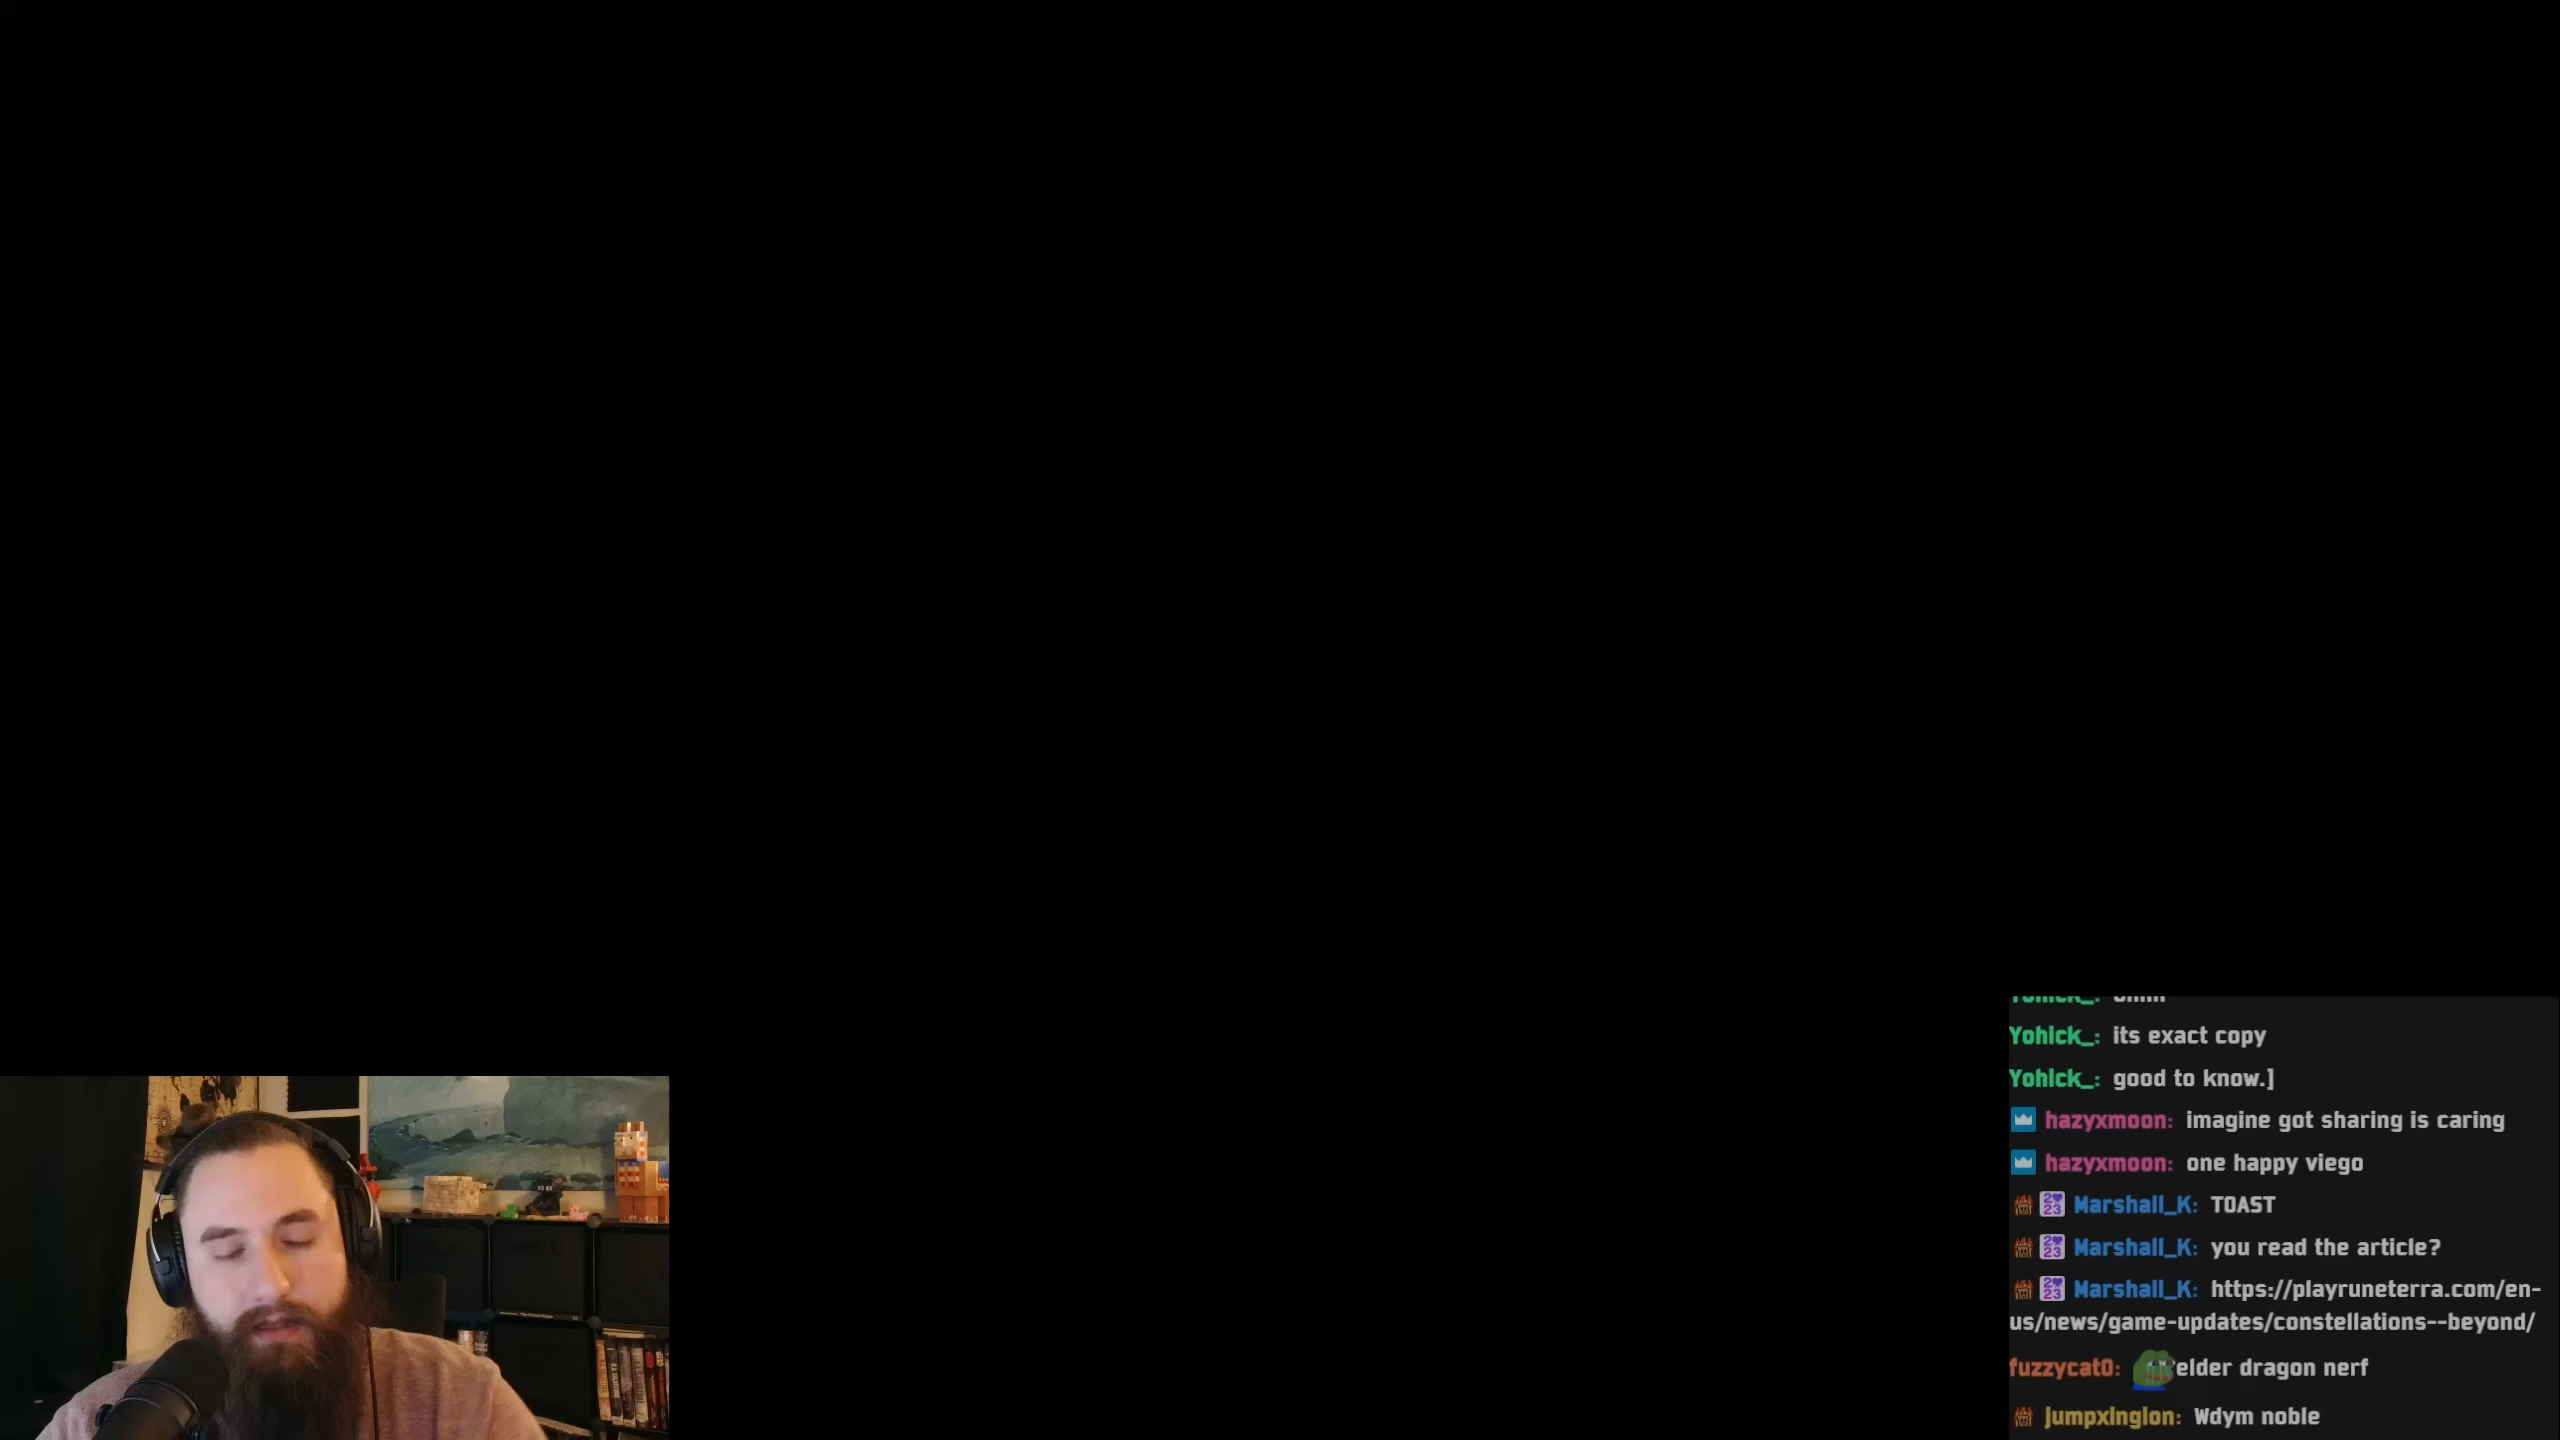 Yohick_:
Yohick_: its exact copy
Yohick_: good to know.]
hazyxmoon: imagine got sharing is caring
hazyxmoon: one happy viego
Marshall_K: TOAST
Marshall_K: you read the article?
Marshall_K: https://playruneterra.com/en-
us/news/game-updates/constellations--beyond/
fuzzycat0: elder dragon nerf
jumpxinglon: Wdym noble